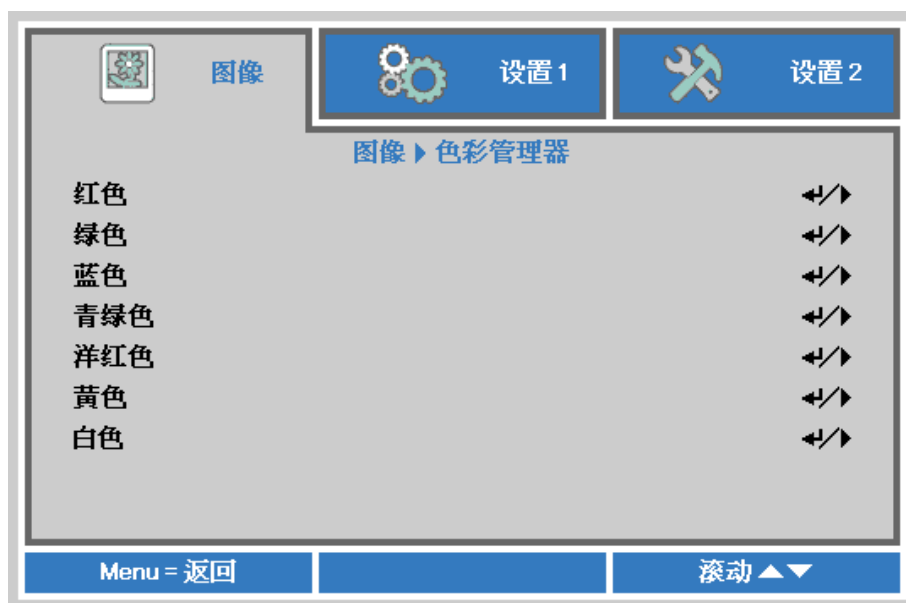 图像 设置1 设置2
图像▶色彩管理器
红色 ↵/▶
绿色 ↵/▶
蓝色 ↵/▶
青绿色 ↵/▶
洋红色 ↵/▶
黄色 ↵/▶
白色 ↵/▶
Menu = 返回 滚动▲▼